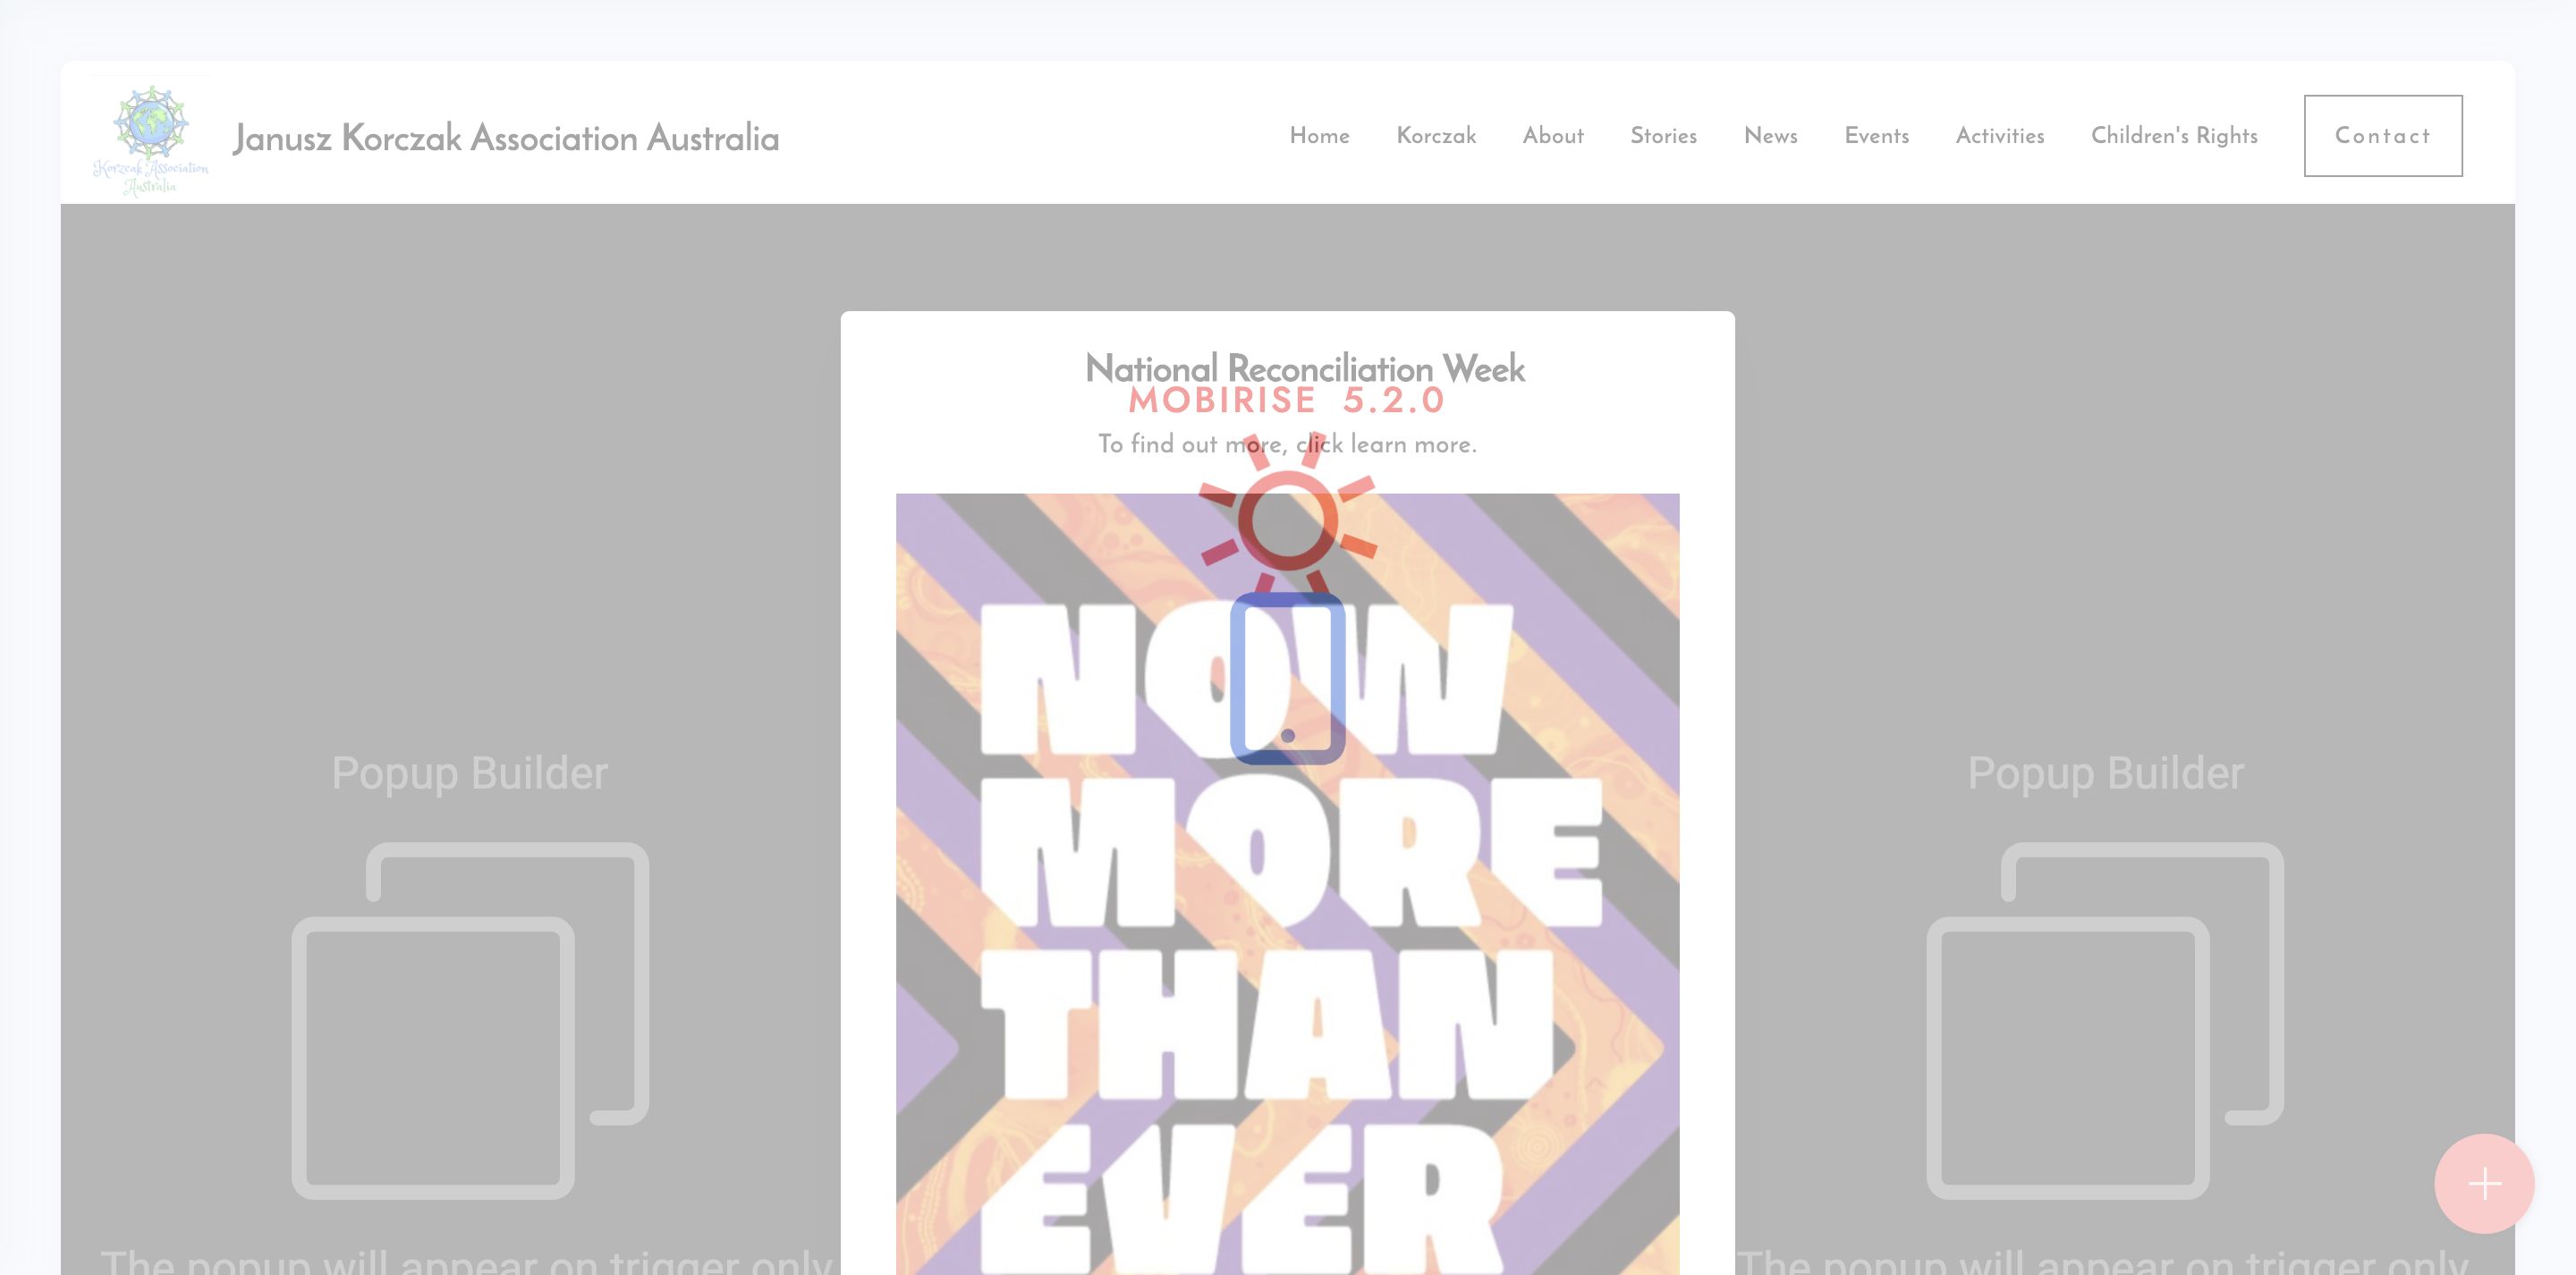 Korczak Association
Australia
Janusz Korczak Association Australia
Home Korczak About Stories News Events Activities Children's Rights Contact
National Reconciliation Week
MOBIRISE 5.2.0
To find out more, click learn more.
NOW
MORE
THAN
EVER
Popup Builder
The popup will appear on trigger only
Popup Builder
The popup will appear on trigger only